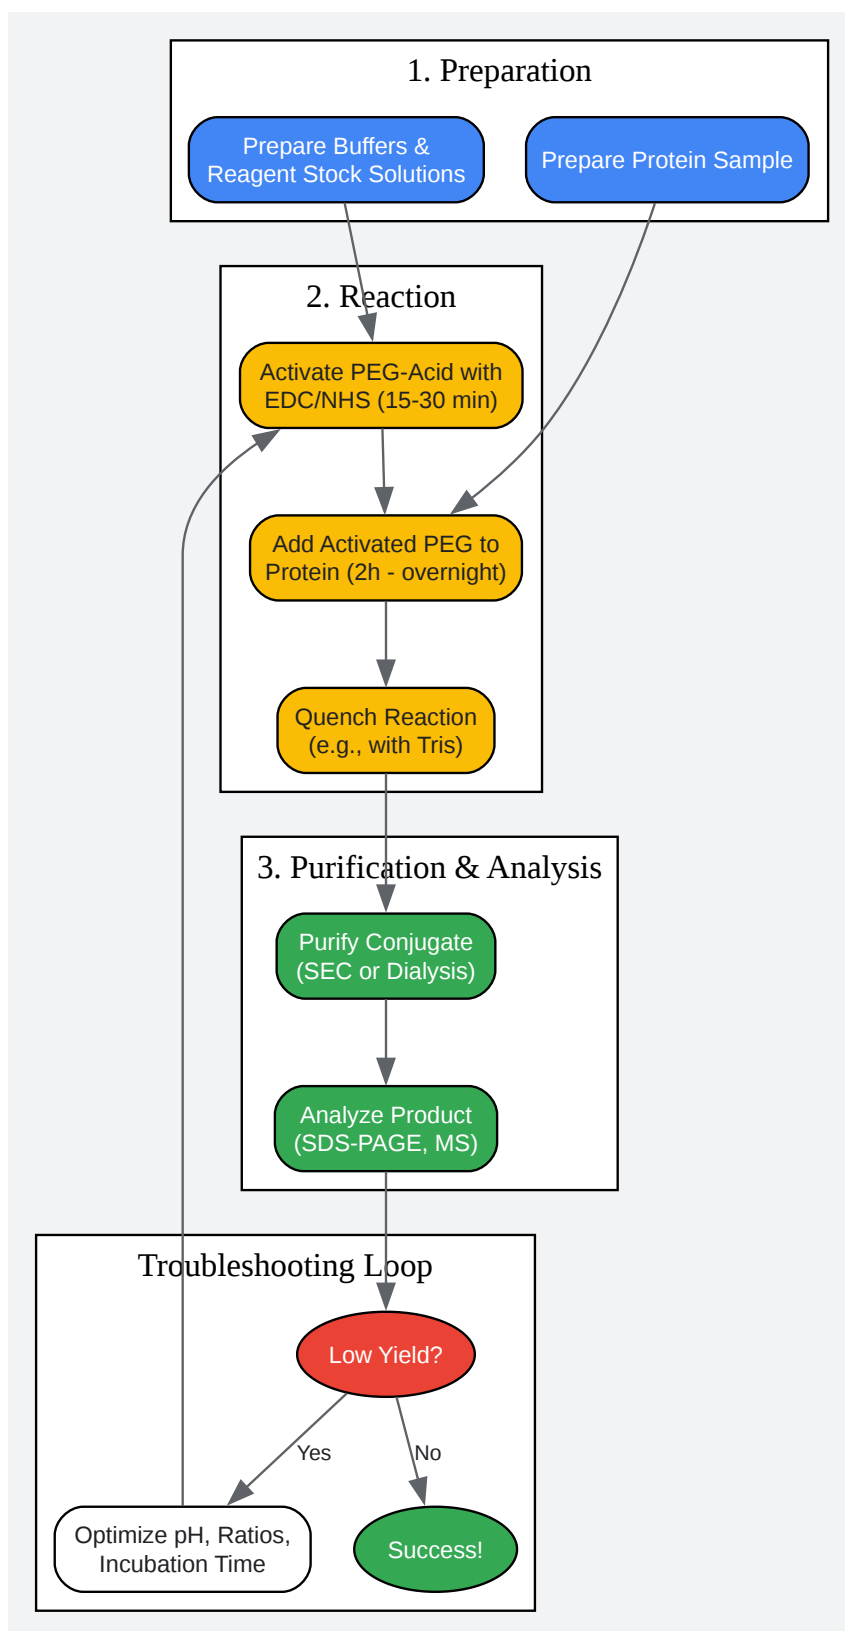 1. Preparation
Prepare Buffers &
Reagent Stock Solutions
Prepare Protein Sample
2. Reaction
Activate PEG-Acid with
EDC/NHS (15-30 min)
Add Activated PEG to
Protein (2h - overnight)
Quench Reaction
(e.g., with Tris)
3. Purification & Analysis
Purify Conjugate
(SEC or Dialysis)
Analyze Product
(SDS-PAGE, MS)
Troubleshooting Loop
Low Yield?
Yes
No
Optimize pH, Ratios,
Incubation Time
Success!